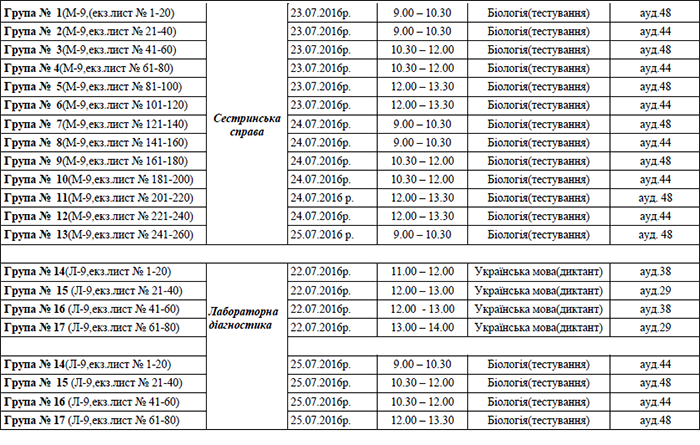 Група № 1(М-9,(екз.лист № 1-20) 23.07.2016р. 9.00 – 10.30 Біологія(тестування) ауд.48
Група № 2(М-9,екз.лист № 21-40) 23.07.2016р. 9.00 – 10.30 Біологія(тестування) ауд.44
Група № 3(М-9,екз.лист № 41-60) 23.07.2016р. 10.30 – 12.00 Біологія(тестування) ауд.48
Група № 4(М-9,екз.лист № 61-80) 23.07.2016р. 10.30 – 12.00 Біологія(тестування) ауд.44
Група № 5(М-9,екз.лист № 81-100) 23.07.2016р. 12.00 – 13.30 Біологія(тестування) ауд.48
Група № 6(М-9,екз.лист № 101-120) 23.07.2016р. 12.00 – 13.30 Біологія(тестування) ауд.44
Група № 7(М-9,екз.лист № 121-140) Сестринська 24.07.2016р. 9.00 – 10.30 Біологія(тестування) ауд.48
Група № 8(М-9,екз.лист № 141-160) справа 24.07.2016р. 9.00 – 10.30 Біологія(тестування) ауд.44
Група № 9(М-9,екз.лист № 161-180) 24.07.2016р. 10.30 – 12.00 Біологія(тестування) ауд.48
Група № 10(М-9,екз.лист № 181-200) 24.07.2016р. 10.30 – 12.00 Біологія(тестування) ауд.44
Група № 11(М-9,екз.лист № 201-220) 24.07.2016 р. 12.00 – 13.30 Біологія(тестування) ауд. 48
Група № 12(М-9,екз.лист № 221-240) 24.07.2016р. 12.00 – 13.30 Біологія(тестування) ауд.44
Група № 13(М-9,екз.лист № 241-260) 25.07.2016 р. 9.00 – 10.30 Біологія(тестування) ауд. 48
Група № 14(Л-9,екз.лист № 1-20) 22.07.2016р. 11.00 – 12.00 Українська мова(диктант) ауд.38
Група № 15 (Л-9,екз.лист № 21-40) 22.07.2016р. 12.00 – 13.00 Українська мова(диктант) ауд.29
Група № 16 (Л-9,екз.лист № 41-60) Лабораторна 22.07.2016р. 12.00 - 13.00 Українська мова(диктант) ауд.38
Група № 17 (Л-9,екз.лист № 61-80) діагностика 22.07.2016р. 13.00 – 14.00 Українська мова(диктант) ауд.29
Група № 14(Л-9,екз.лист № 1-20) 25.07.2016р. 9.00 – 10.30 Біологія(тестування) ауд.44
Група № 15 (Л-9,екз.лист № 21-40) 25.07.2016р. 10.30 – 12.00 Біологія(тестування) ауд.48
Група № 16 (Л-9,екз.лист № 41-60) 25.07.2016р. 10.30 – 12.00 Біологія(тестування) ауд.44
Група № 17 (Л-9,екз.лист № 61-80) 25.07.2016р. 12.00 – 13.30 Біологія(тестування) ауд.48